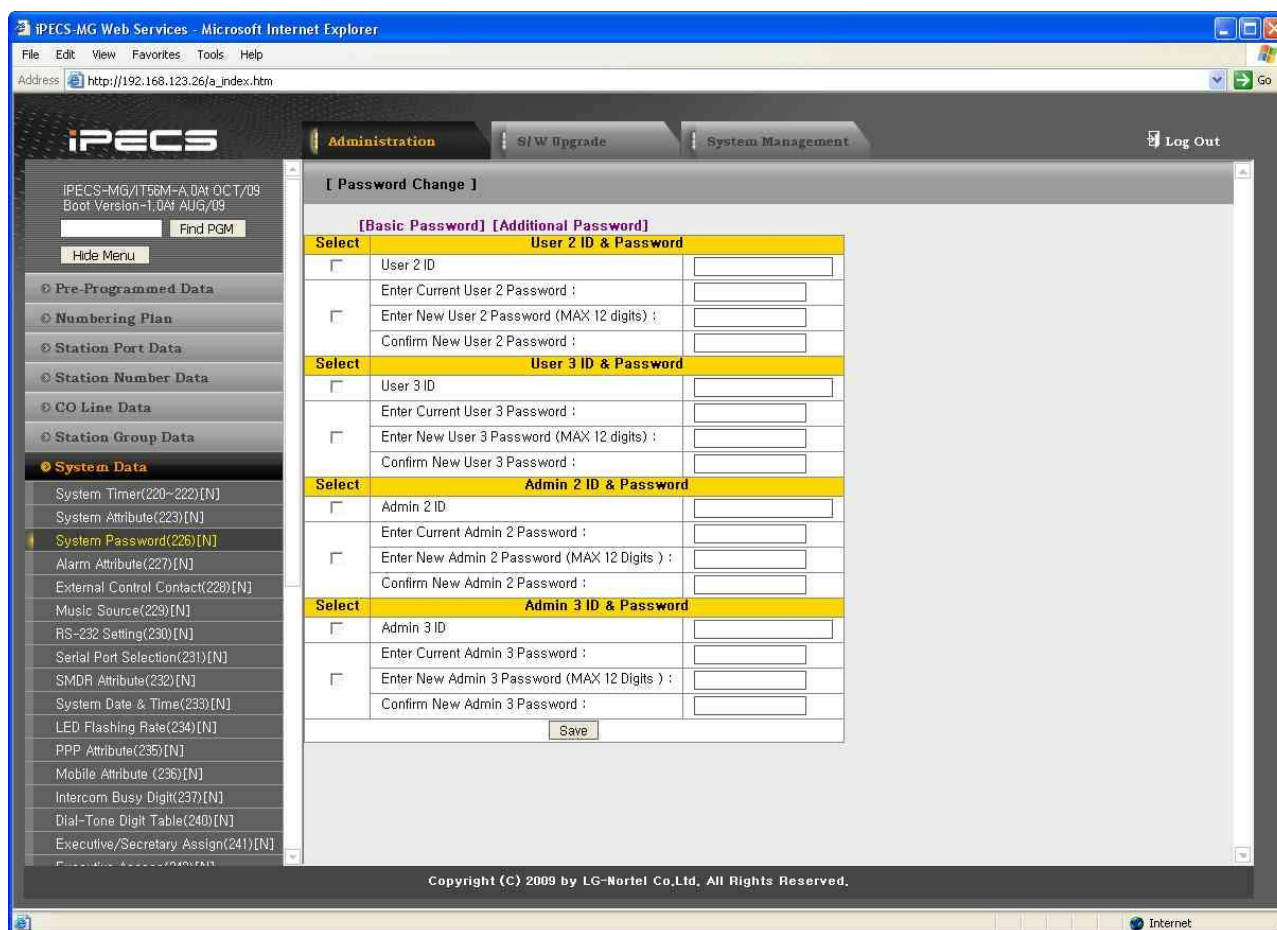 iPECS-MG Web Services - Microsoft Internet Explorer
File Edit View Favorites Tools Help
Address http://192.168.123.26/a_index.htm Go
iPECS
Administration S/W Upgrade System Management Log Out
iPECS-MG/IT56M-A.0At OCT/09
Boot Version-1.0Af AUG/09
Find PGM
Hide Menu
Pre-Programmed Data
Numbering Plan
Station Port Data
Station Number Data
CO Line Data
Station Group Data
System Data
System Timer(220~222)[N]
System Attribute(223)[N]
System Password(226)[N]
Alarm Attribute(227)[N]
External Control Contact(228)[N]
Music Source(229)[N]
RS-232 Setting(230)[N]
Serial Port Selection(231)[N]
SMDR Attribute(232)[N]
System Date & Time(233)[N]
LED Flashing Rate(234)[N]
PPP Attribute(235)[N]
Mobile Attribute (236)[N]
Intercom Busy Digit(237)[N]
Dial-Tone Digit Table(240)[N]
Executive/Secretary Assign(241)[N]
[ Password Change ]
[Basic Password] [Additional Password]
Select User 2 ID & Password
User 2 ID
Enter Current User 2 Password :
Enter New User 2 Password (MAX 12 digits) :
Confirm New User 2 Password :
Select User 3 ID & Password
User 3 ID
Enter Current User 3 Password :
Enter New User 3 Password (MAX 12 digits) :
Confirm New User 3 Password :
Select Admin 2 ID & Password
Admin 2 ID
Enter Current Admin 2 Password :
Enter New Admin 2 Password (MAX 12 Digits ) :
Confirm New Admin 2 Password :
Select Admin 3 ID & Password
Admin 3 ID
Enter Current Admin 3 Password :
Enter New Admin 3 Password (MAX 12 Digits ) :
Confirm New Admin 3 Password :
Save
Copyright (C) 2009 by LG-Nortel Co,Ltd, All Rights Reserved.
Internet